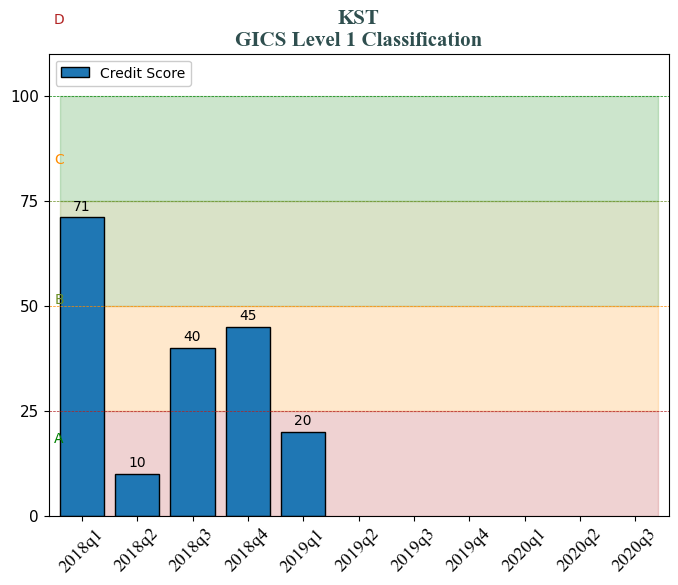 D
KST
GICS Level 1 Classification
Credit Score
100
C
75
71
B
50
45
40
25
20
A
10
0
2018q1
2018q2
2018q3
2018q4
2019q1
2019q2
2019q3
2019q4
2020q1
2020q2
2020q3